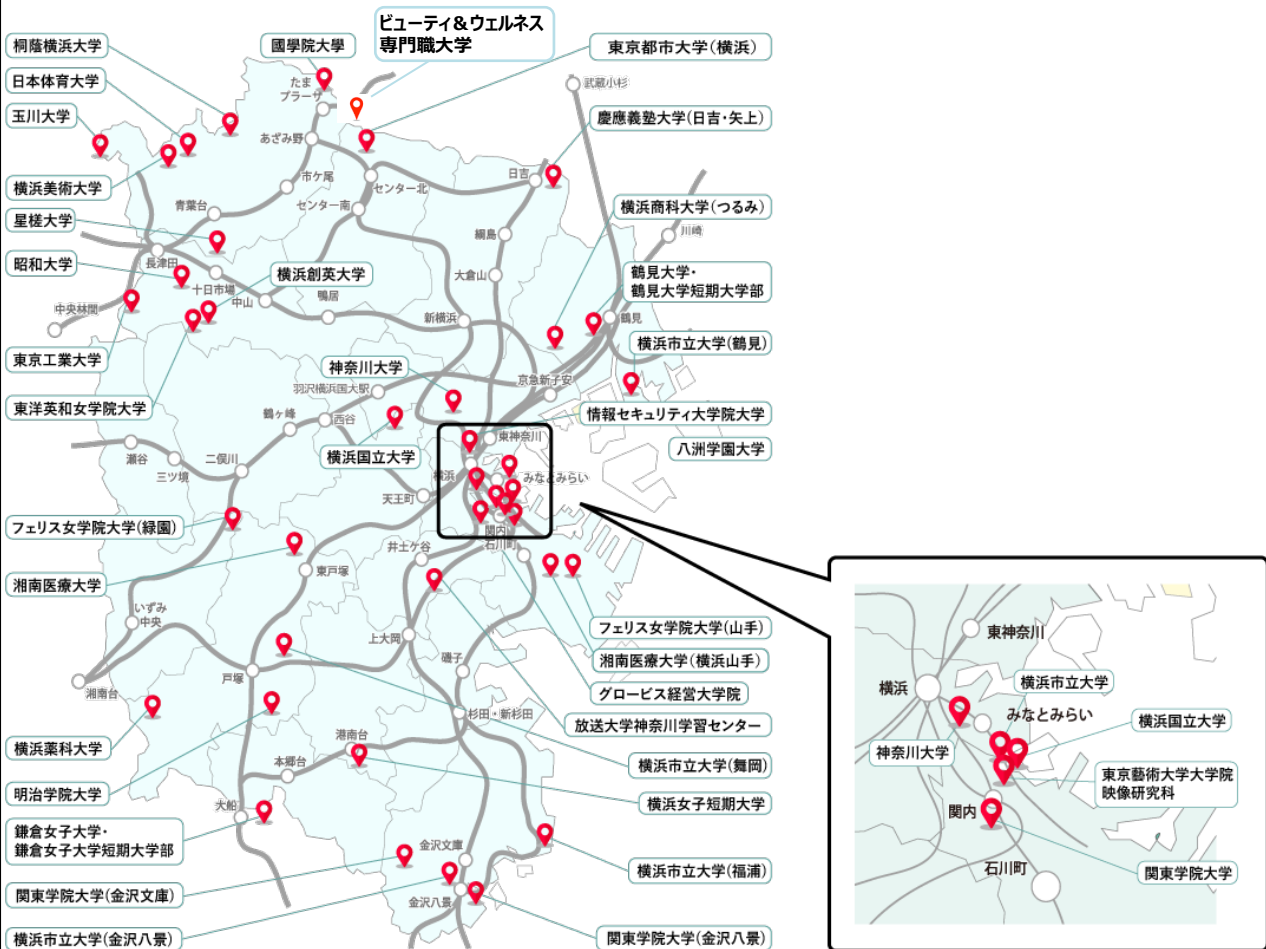 ビューティ&ウェルネス
専門職大学
桐蔭横浜大学
國學院大學
東京都市大学(横浜)
日本体育大学
たま
プラーザ
武蔵小杉
玉川大学
慶應義塾大学(日吉・矢上)
あざみ野
日吉
市ケ尾
センター北
横浜美術大学
青葉台
センター南
横浜商科大学(つるみ)
星槎大学
綱島
川崎
昭和大学
長津田
横浜創英大学
大倉山
鶴見大学・
鶴見大学短期大学部
十日市場
中山
鴨居
中央林間
新横浜
鶴見
横浜市立大学(鶴見)
東京工業大学
神奈川大学
京急新子安
羽沢横浜国大駅
東洋英和女学院大学
鶴ヶ峰
西谷
情報セキュリティ大学院大学
東神奈川
八洲学園大学
瀬谷
三ツ境
二俣川
横浜国立大学
横浜
みなとみらい
天王町
フェリス女学院大学(緑園)
関内
石川町
井土ケ谷
湘南医療大学
東戸塚
いずみ
中央
フェリス女学院大学(山手)
上大岡
湘南医療大学(横浜山手)
磯子
戸塚
湘南台
グロービス経営大学院
杉田・新杉田
放送大学神奈川学習センター
横浜薬科大学
港南台
本郷台
横浜市立大学(舞岡)
明治学院大学
横浜女子短期大学
大船
鎌倉女子大学・
鎌倉女子大学短期大学部
金沢文庫
横浜市立大学(福浦)
関東学院大学(金沢文庫)
金沢八景
横浜市立大学(金沢八景)
関東学院大学(金沢八景)
東神奈川
横浜
横浜市立大学
みなとみらい
横浜国立大学
神奈川大学
東京藝術大学大学院
映像研究科
関内
石川町
関東学院大学